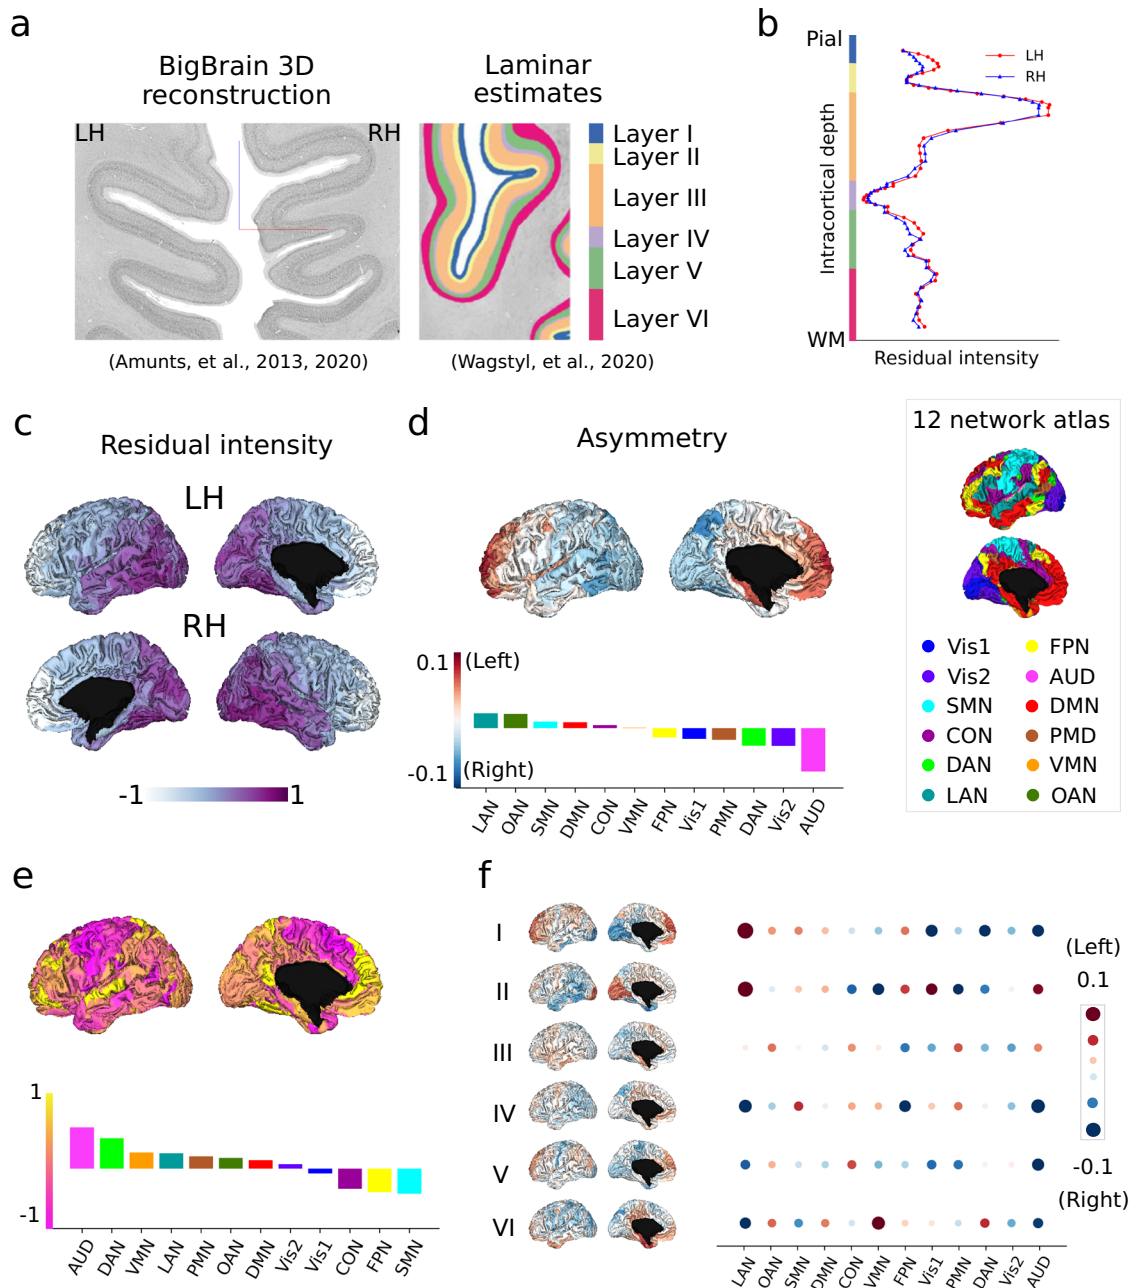 a
BigBrain 3D
reconstruction
Laminar
estimates
LH
RH
Layer I
Layer II
Layer III
Layer IV
Layer V
Layer VI
(Amunts, et al., 2013, 2020)
(Wagstyl, et al., 2020)
b
Pial
LH
RH
Intracortical depth
WM
Residual intensity
c
Residual intensity
LH
RH
-1
1
d
Asymmetry
0.1
(Left)
-0.1
(Right)
LAN
OAN
SMN
DMN
CON
VMN
FPN
Vis1
PMN
DAN
Vis2
AUD
12 network atlas
Vis1
FPN
Vis2
AUD
SMN
DMN
CON
PMD
DAN
VMN
LAN
OAN
e
1
-1
AUD
DAN
VMN
LAN
PMN
OAN
DMN
Vis2
Vis1
CON
FPN
SMN
f
I
II
III
IV
V
VI
(Left)
0.1
-0.1
(Right)
LAN
OAN
SMN
DMN
CON
VMN
FPN
Vis1
PMN
DAN
Vis2
AUD